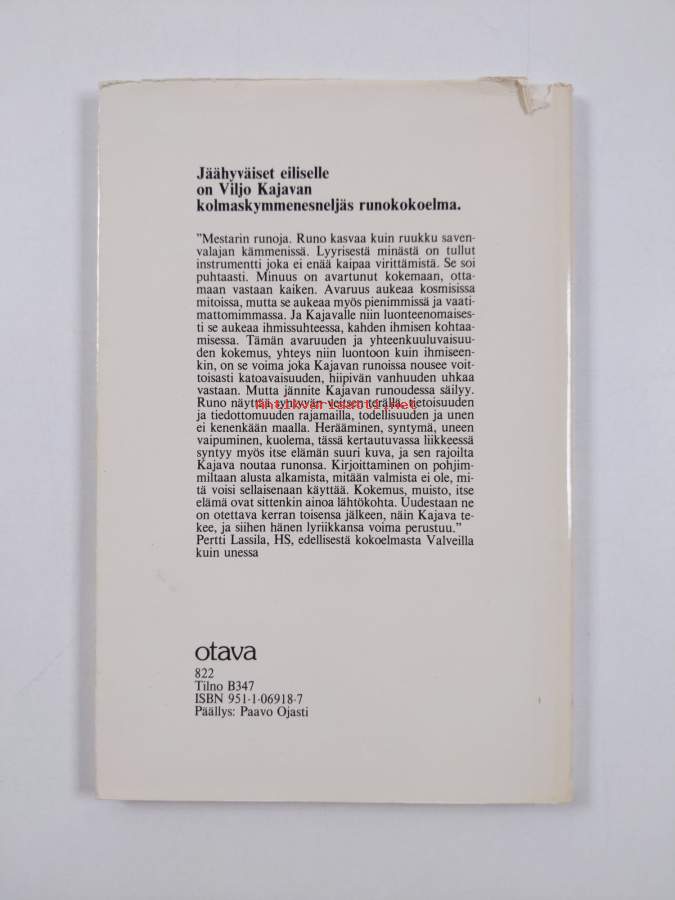 Jäähyväiset eiliselle
on Viljo Kajavan
kolmaskymmenesneljäs runokokoelma.
"Mestarin runoja. Runo kasvaa kuin ruukku saven-
valajan kämmenissä. Lyyrisestä minästä on tullut
instrumentti joka ei enää kaipaa virittämistä. Se soi
puhtaasti. Minuus on avartunut kokemaan, otta-
maan vastaan kaiken. Avaruus aukeaa kosmisissa
mitoissa, mutta se aukeaa myös pienimmissä ja vaati-
mattomimmassa. Ja Kajavalle niin luonteenomaises-
ti se aukeaa ihmissuhteessa, kahden ihmisen kohtaa-
misessa. Tämän avaruuden ja yhteenkuuluvaisuu-
den kokemus, yhteys niin luontoon kuin ihmiseen-
kin, on se voima joka Kajavan runoissa nousee voit-
toisasti katoavaisuuden, hiipivän vanhuuden uhkaa
vastaan. Mutta jännite Kajavan runoudessa säilyy.
Runo näyttää syntyvän veitsen terällä, tietoisuuden
antikvariaatti.net
ja tiedottomuuden rajamailla, todellisuuden ja unen
ei kenenkään maalla. Herääminen, syntymä, uneen
vaipuminen, kuolema, tässä kertautuvassa liikkeessä
syntyy myös itse elämän suuri kuva, ja sen rajoilta
Kajava noutaa runonsa. Kirjoittaminen on pohjim-
miltaan alusta alkamista, mitään valmista ei ole, mi-
tä voisi sellaisenaan käyttää. Kokemus, muisto, itse
elämä ovat sittenkin ainoa lähtökohta. Uudestaan ne
on otettava kerran toisensa jälkeen, näin Kajava te-
kee, ja siihen hänen lyriikkansa voima perustuu."
Pertti Lassila, HS, edellisestä kokoelmasta Valveilla
kuin unessa
otava
822
Tilno B347
ISBN 951-1-06918-7
Päällys: Paavo Ojasti